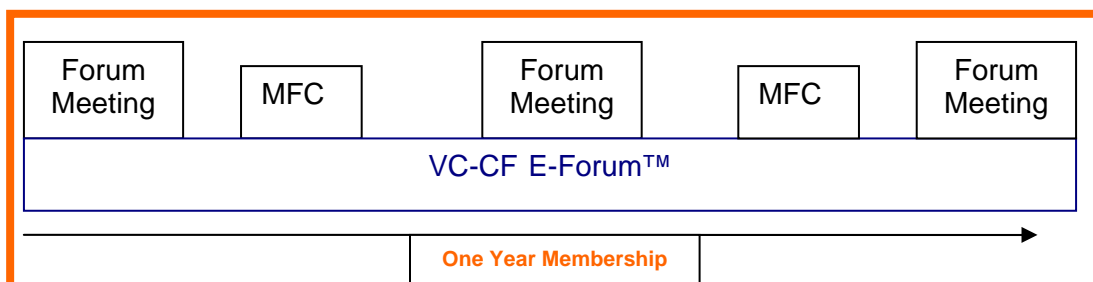 Forum
Meeting
MFC
Forum
Meeting
MFC
Forum
Meeting
VC-CF E-Forum™
One Year Membership